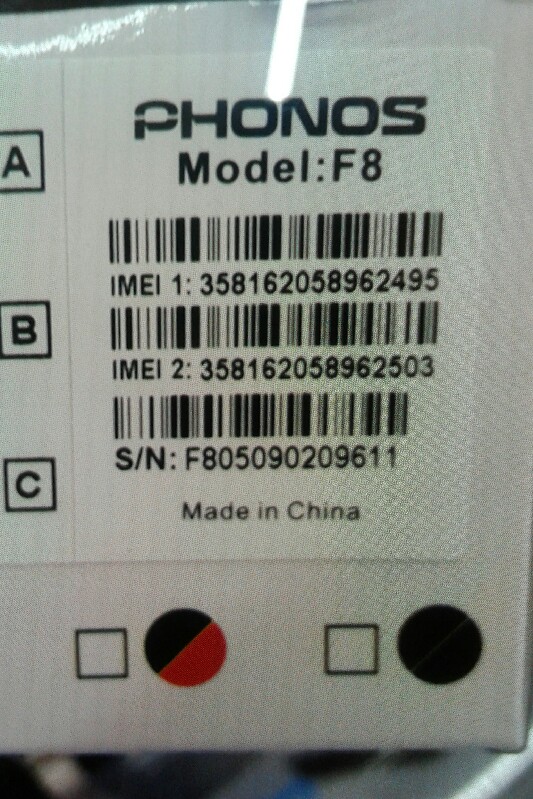 PHONOS
Model:F8
A
IMEI 1: 358162058962495
B
IMEI 2: 358162058962503
C
S/N: F805090209611
Made in China